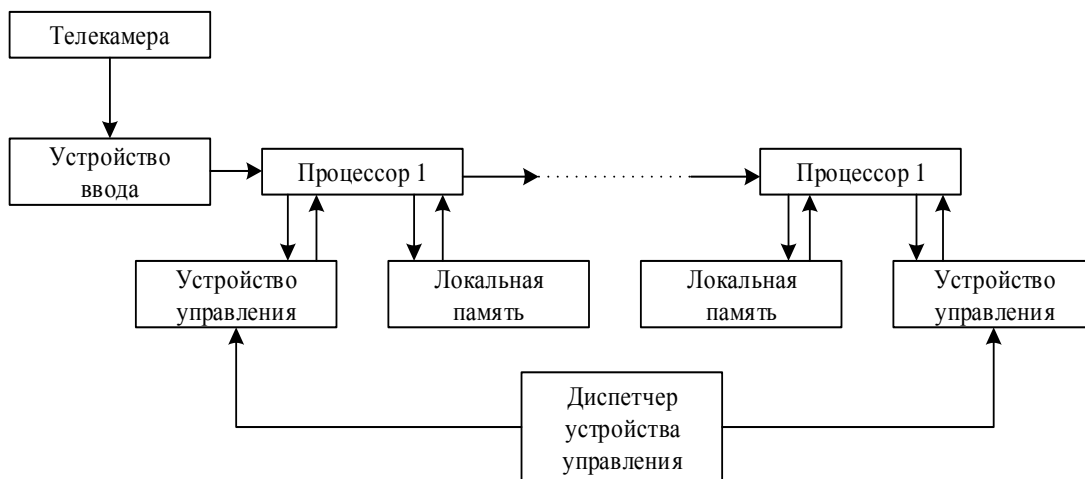 Телекамера
Устройство
ввода
Процессор 1
Процессор 1
Устройство
управления
Локальная
память
Локальная
память
Устройство
управления
Диспетчер
устройства
управления